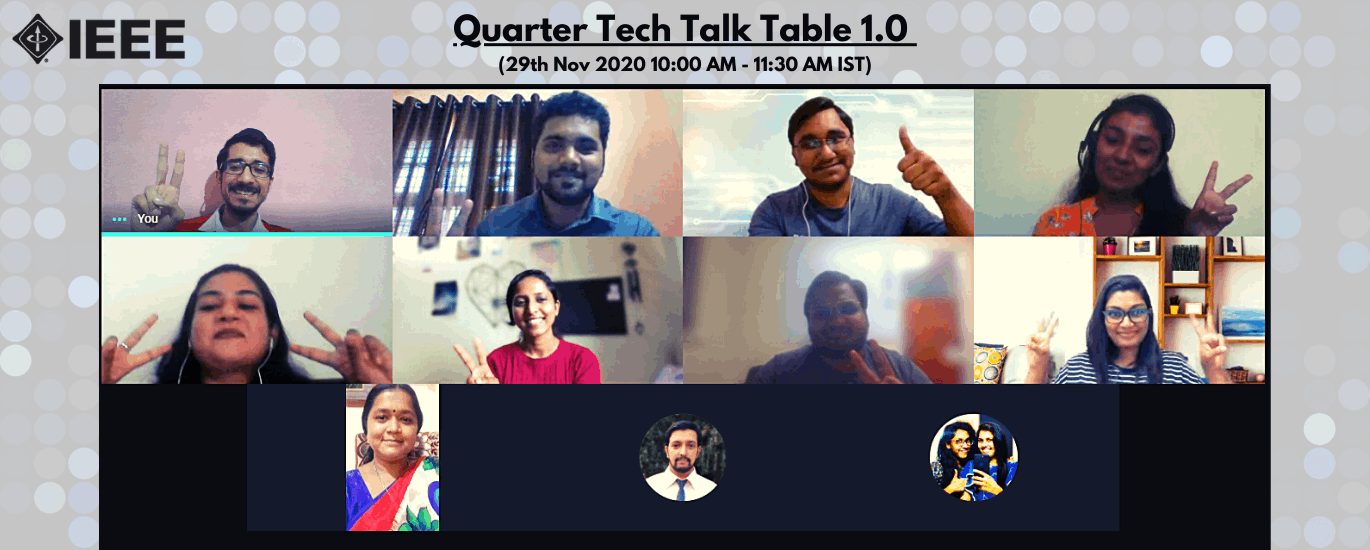 IEEE
Quarter Tech Talk Table 1.0
(29th Nov 2020 10:00 AM - 11:30 AM IST)
You